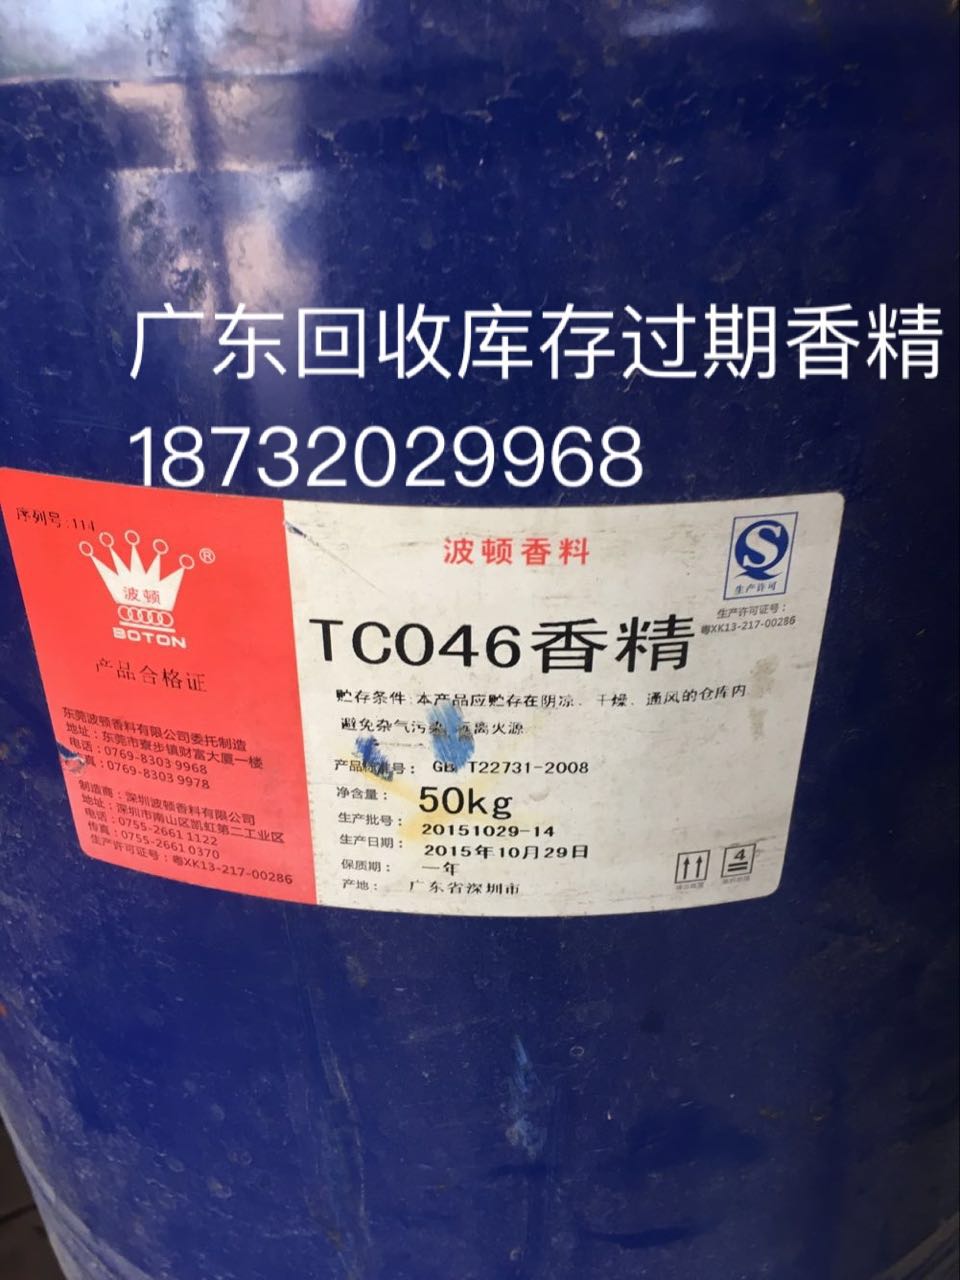 广东回收库存过期香精
18732029968
序列号:114
波顿
BOTON
®
产品合格证
东莞波顿香料有限公司委托制造
地址：东莞市寮步镇财富大厦一楼
电话：0769-8303 9968
真：0769-8303 9978
制造商：深圳波顿香料有限公司
地址：深圳市南山区凯虹第二工业区
电话：0755-2661 1122
传真：0755-2661 0370
生产许可证号：粤XK13-217-00286
波顿香料
S
生产许可
生产许可证号：
粤XK13-217-00286
TC046香精
贮存条件:本产品应贮存在阴凉、干燥、通风的仓库内
避免杂气污染,远离火源
产品标准号： GB T22731-2008
净含量： 50kg
生产批号： 20151029-14
生产日期： 2015年10月29日
保质期： 一年
产地： 广东省深圳市
4